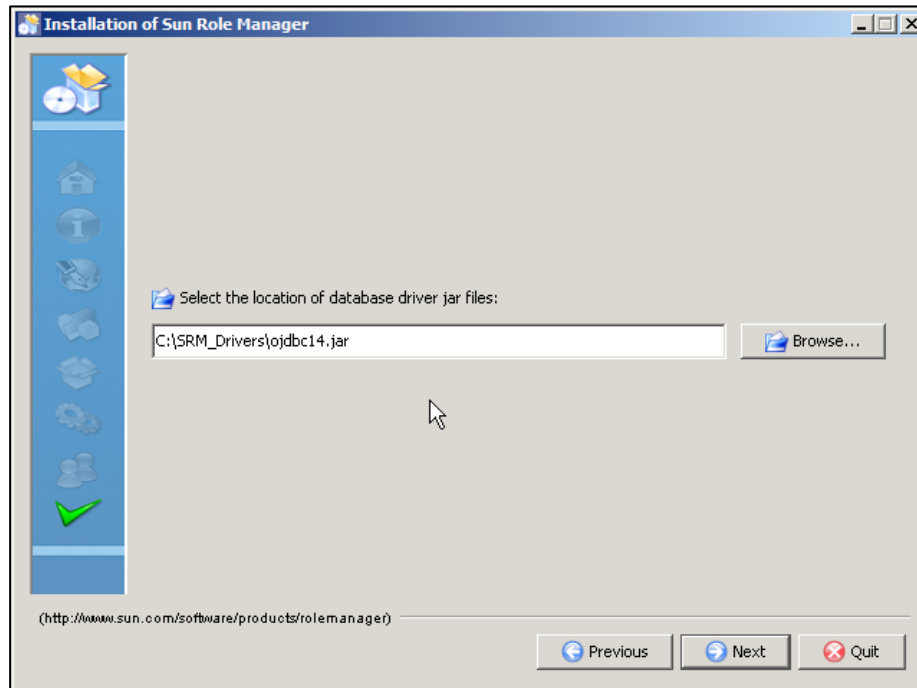 Installation of Sun Role Manager
Select the location of database driver jar files:
C:\SRM_Drivers\ojdbc14.jar
Browse...
(http://www.sun.com/software/products/rolemanager)
Previous
Next
Quit